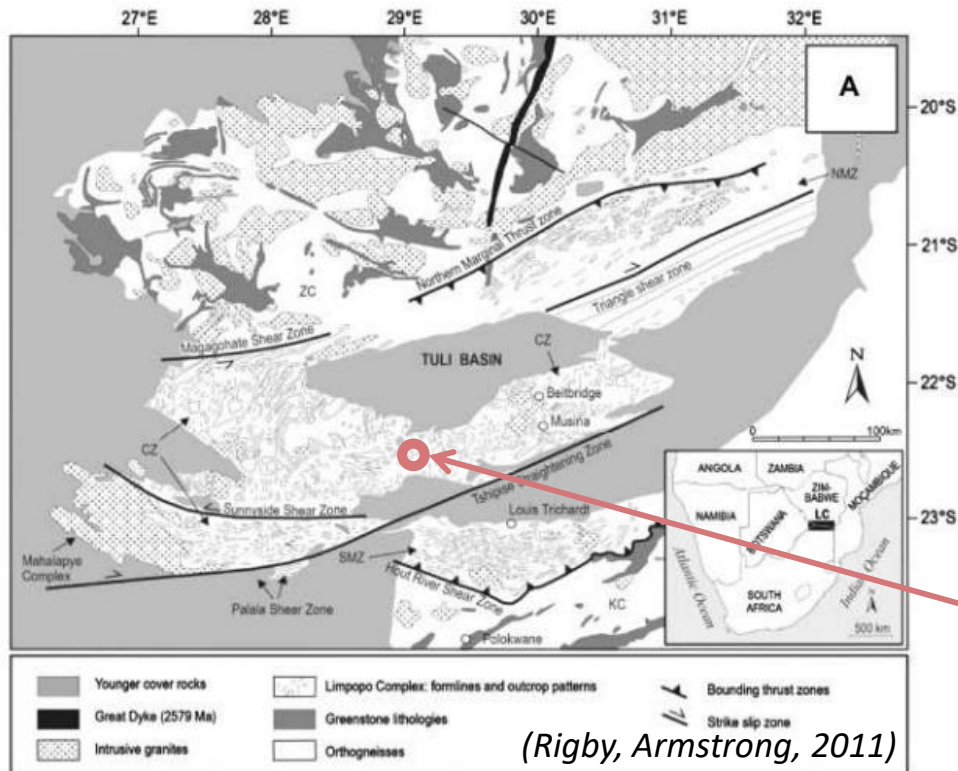 27°E 28°E 29°E 30°E 31°E 32°E
A
20°S
NMZ
Northern Marginal Thrust zone
21°S
ZC
Triangle shear zone
Magagohate Shear Zone
CZ
TULI BASIN
N
22°S
Beitbridge
Musina
0 100km
CZ
Tshipise Straightening Zone
Sunnyside Shear Zone
Louis Trichardt
23°S
Mahalapye
Complex
SMZ
Hout River Shear Zone
Palala Shear Zone
KC
Polokwane
ANGOLA
ZAMBIA
ZIM-
BABWE
MOÇAMBIQUE
NAMIBIA
BOTSWANA
LC
Atlantic Ocean
Indian Ocean
SOUTH
AFRICA
N
500 km
Younger cover rocks
Great Dyke (2579 Ma)
Intrusive granites
Limpopo Complex: formlines and outcrop patterns
Greenstone lithologies
Orthogneisses
Bounding thrust zones
Strike slip zone
(Rigby, Armstrong, 2011)